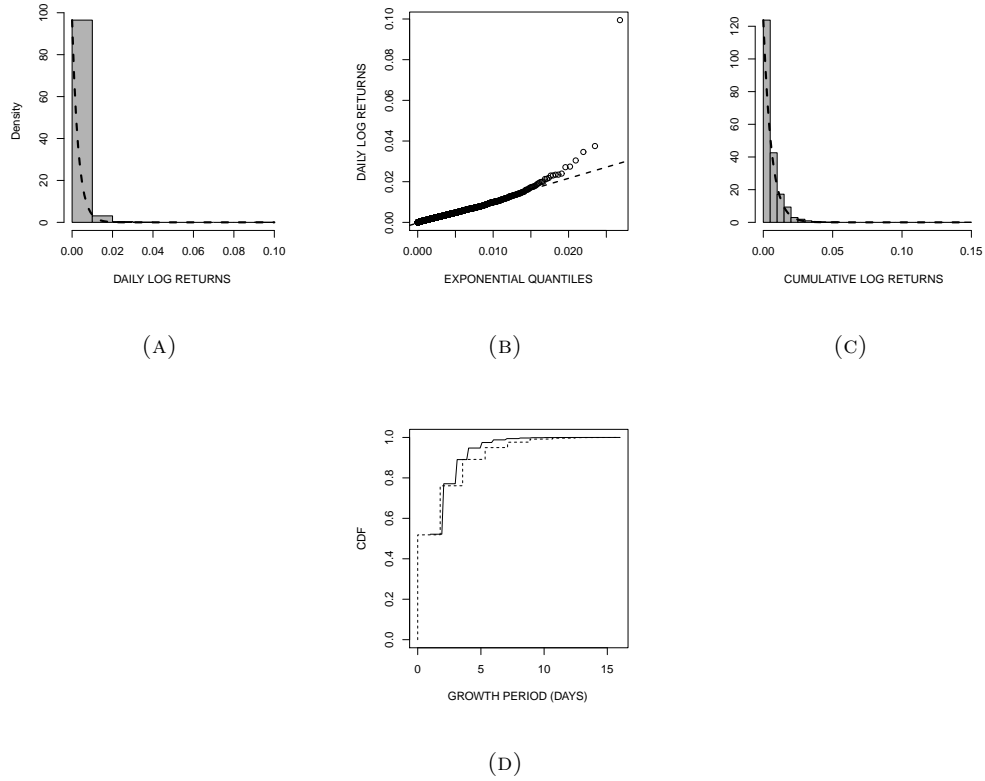 Density
0 20 40 60 80 100
0.00 0.02 0.04 0.06 0.08 0.10
DAILY LOG RETURNS
(A)
DAILY LOG RETURNS
0.00 0.02 0.04 0.06 0.08 0.10
0.000 0.010 0.020
EXPONENTIAL QUANTILES
(B)
0 20 40 60 80 100 120
0.00 0.05 0.10 0.15
CUMULATIVE LOG RETURNS
(C)
CDF
0.0 0.2 0.4 0.6 0.8 1.0
0 5 10 15
GROWTH PERIOD (DAYS)
(D)